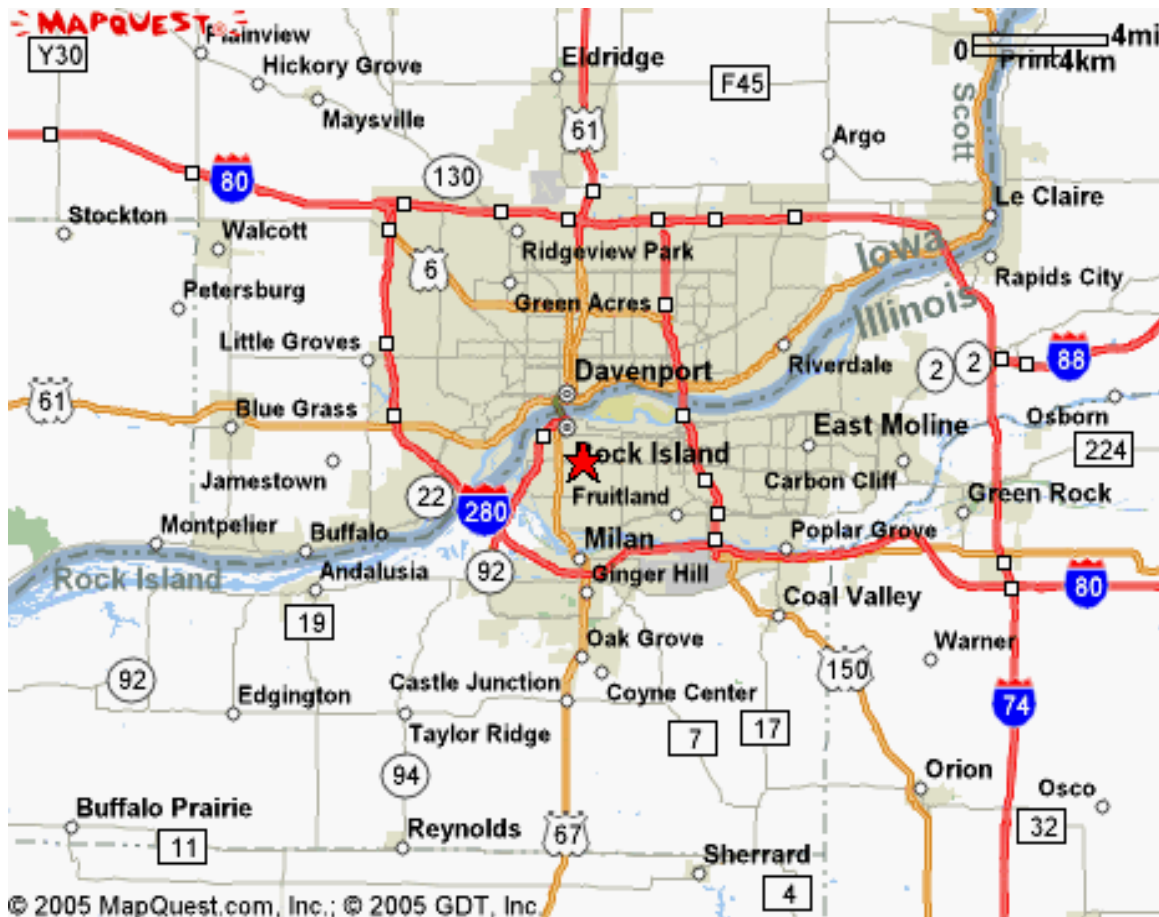 MAPQUEST®
Plainview
Y30
Hickory Grove
Maysville
Eldridge
F45
0
4mi
4km
61
Argo
Scott
80
130
Le Claire
Stockton
Walcott
Ridgeview Park
Iowa
6
Rapids City
Petersburg
Green Acres
Illinois
Little Groves
Riverdale
2
2
88
Davenport
61
Blue Grass
Osborn
East Moline
224
Rock Island
Jamestown
Carbon Cliff
22
280
Fruitland
Green Rock
Montpelier
Buffalo
Milan
Poplar Grove
Rock Island
Andalusia
92
Ginger Hill
80
19
Coal Valley
Oak Grove
Warner
150
92
Edgington
Castle Junction
Coyne Center
74
Taylor Ridge
7
17
94
Orion
Osco
Buffalo Prairie
11
Reynolds
67
32
Sherrard
4
© 2005 MapQuest.com, Inc.; © 2005 GDT, Inc.